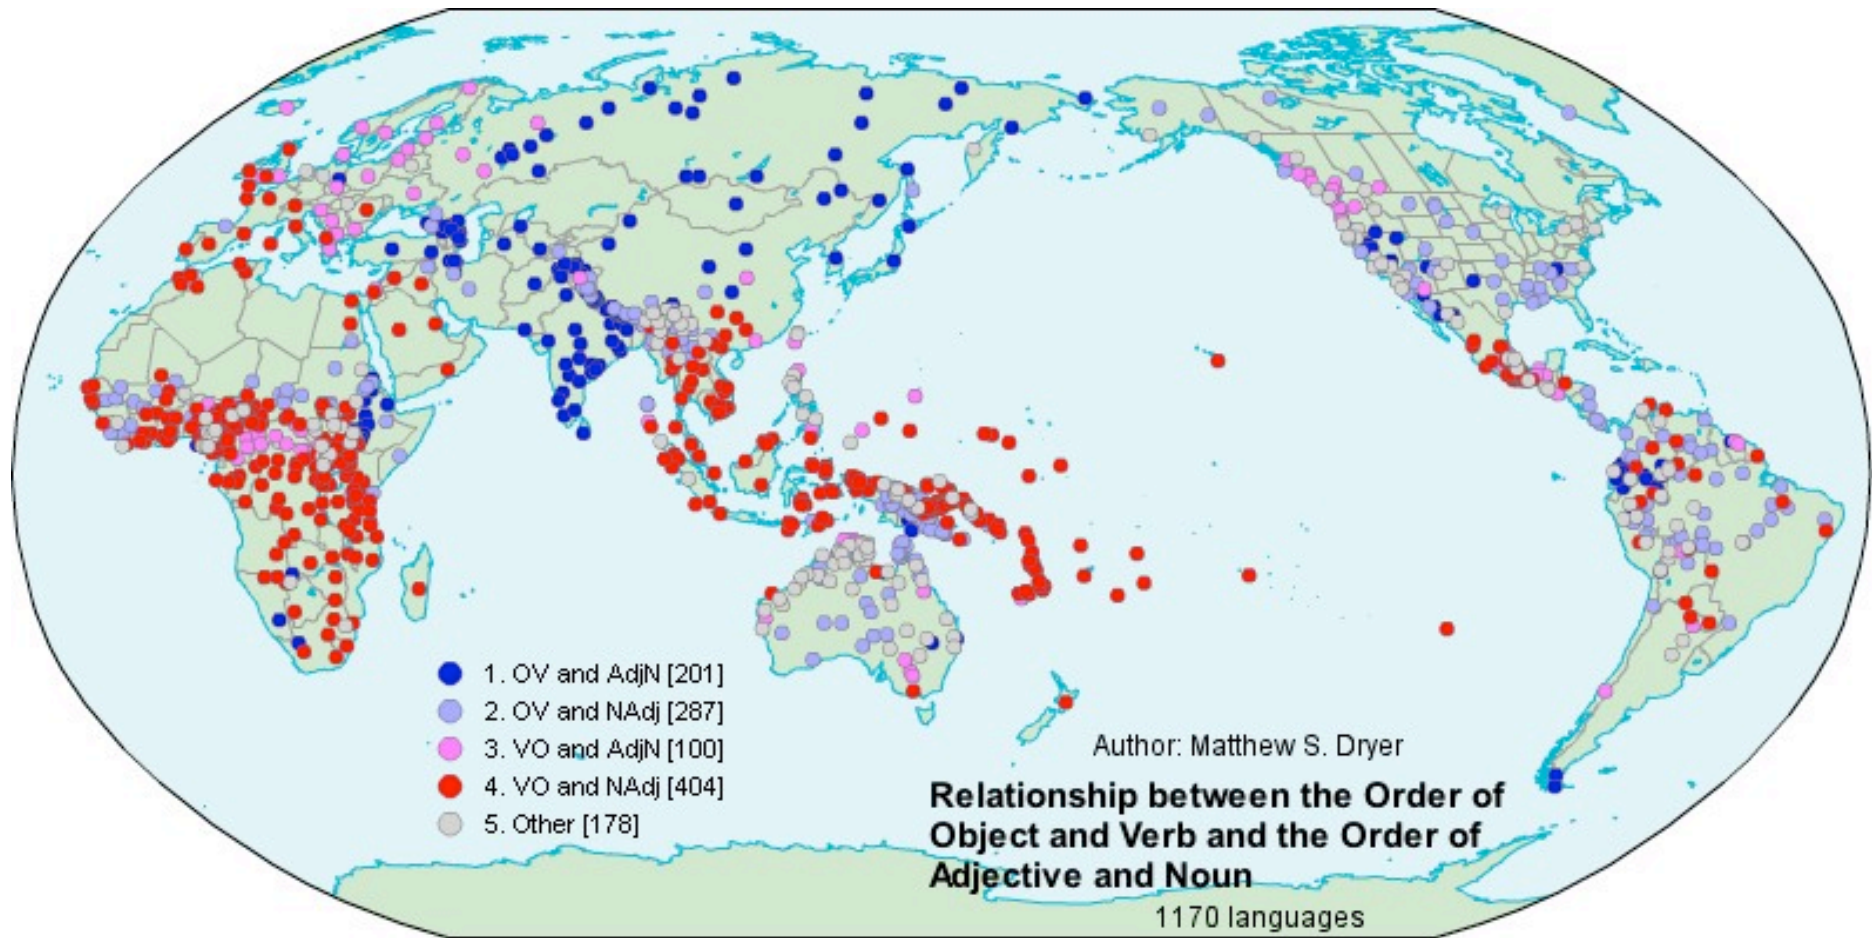 1. OV and AdjN [201]
2. OV and NAdj [287]
3. VO and AdjN [100]
4. VO and NAdj [404]
5. Other [178]
Author: Matthew S. Dryer
Relationship between the Order of
Object and Verb and the Order of
Adjective and Noun
1170 languages